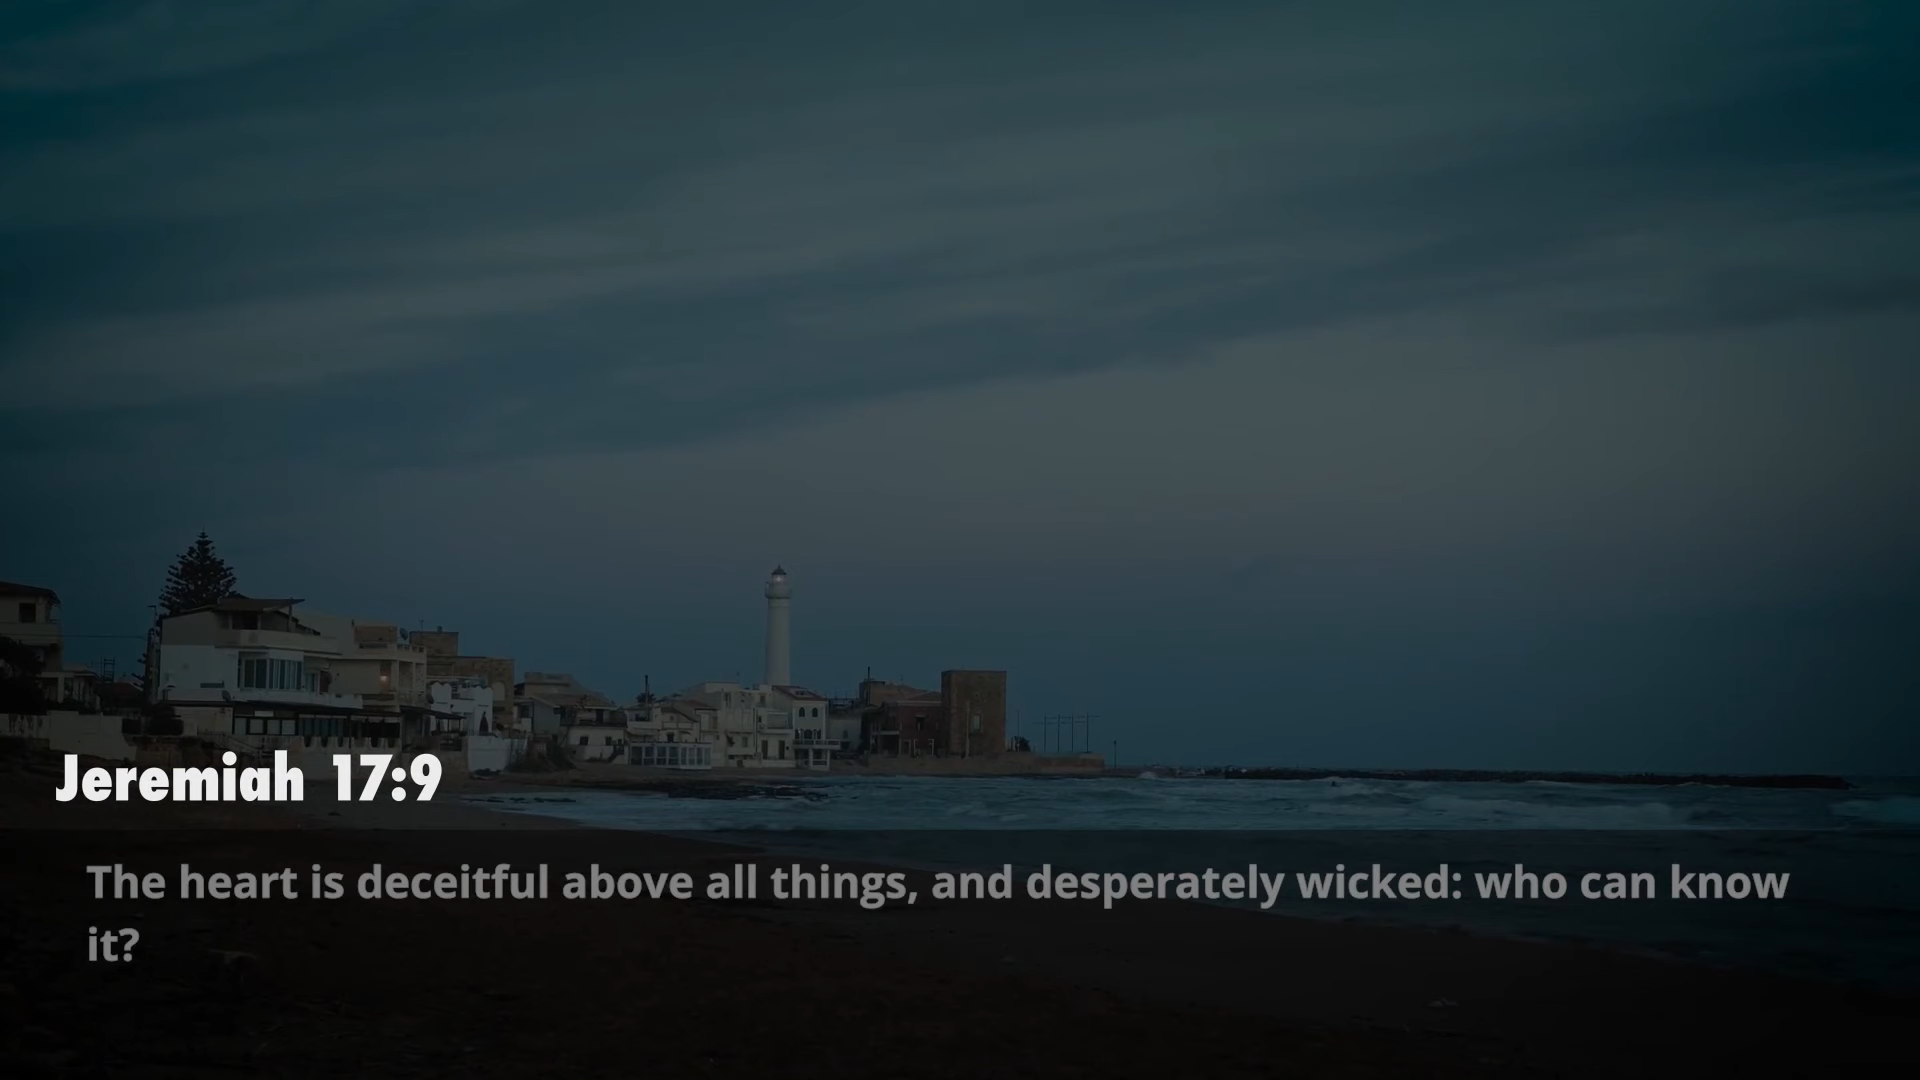 Jeremiah 17:9
The heart is deceitful above all things, and desperately wicked: who can know
it?